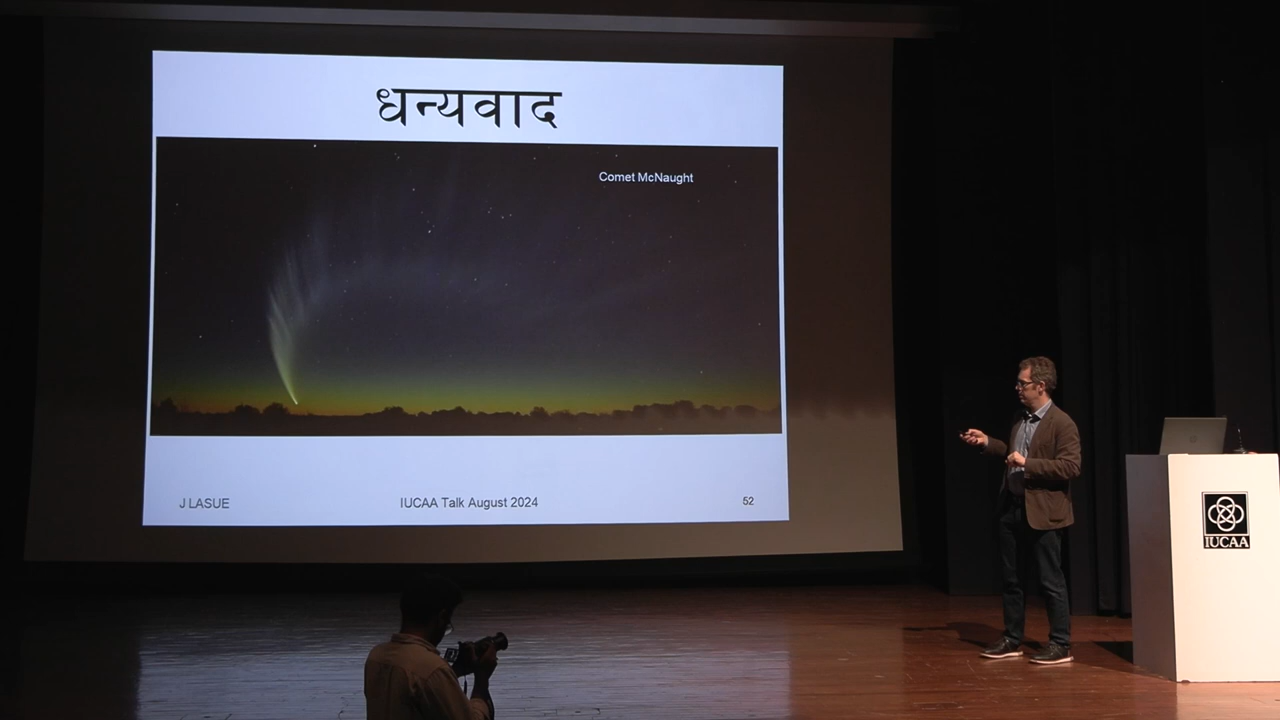 धन्यवाद
Comet McNaught
J LASUE
IUCAA Talk August 2024
52
IUCAA